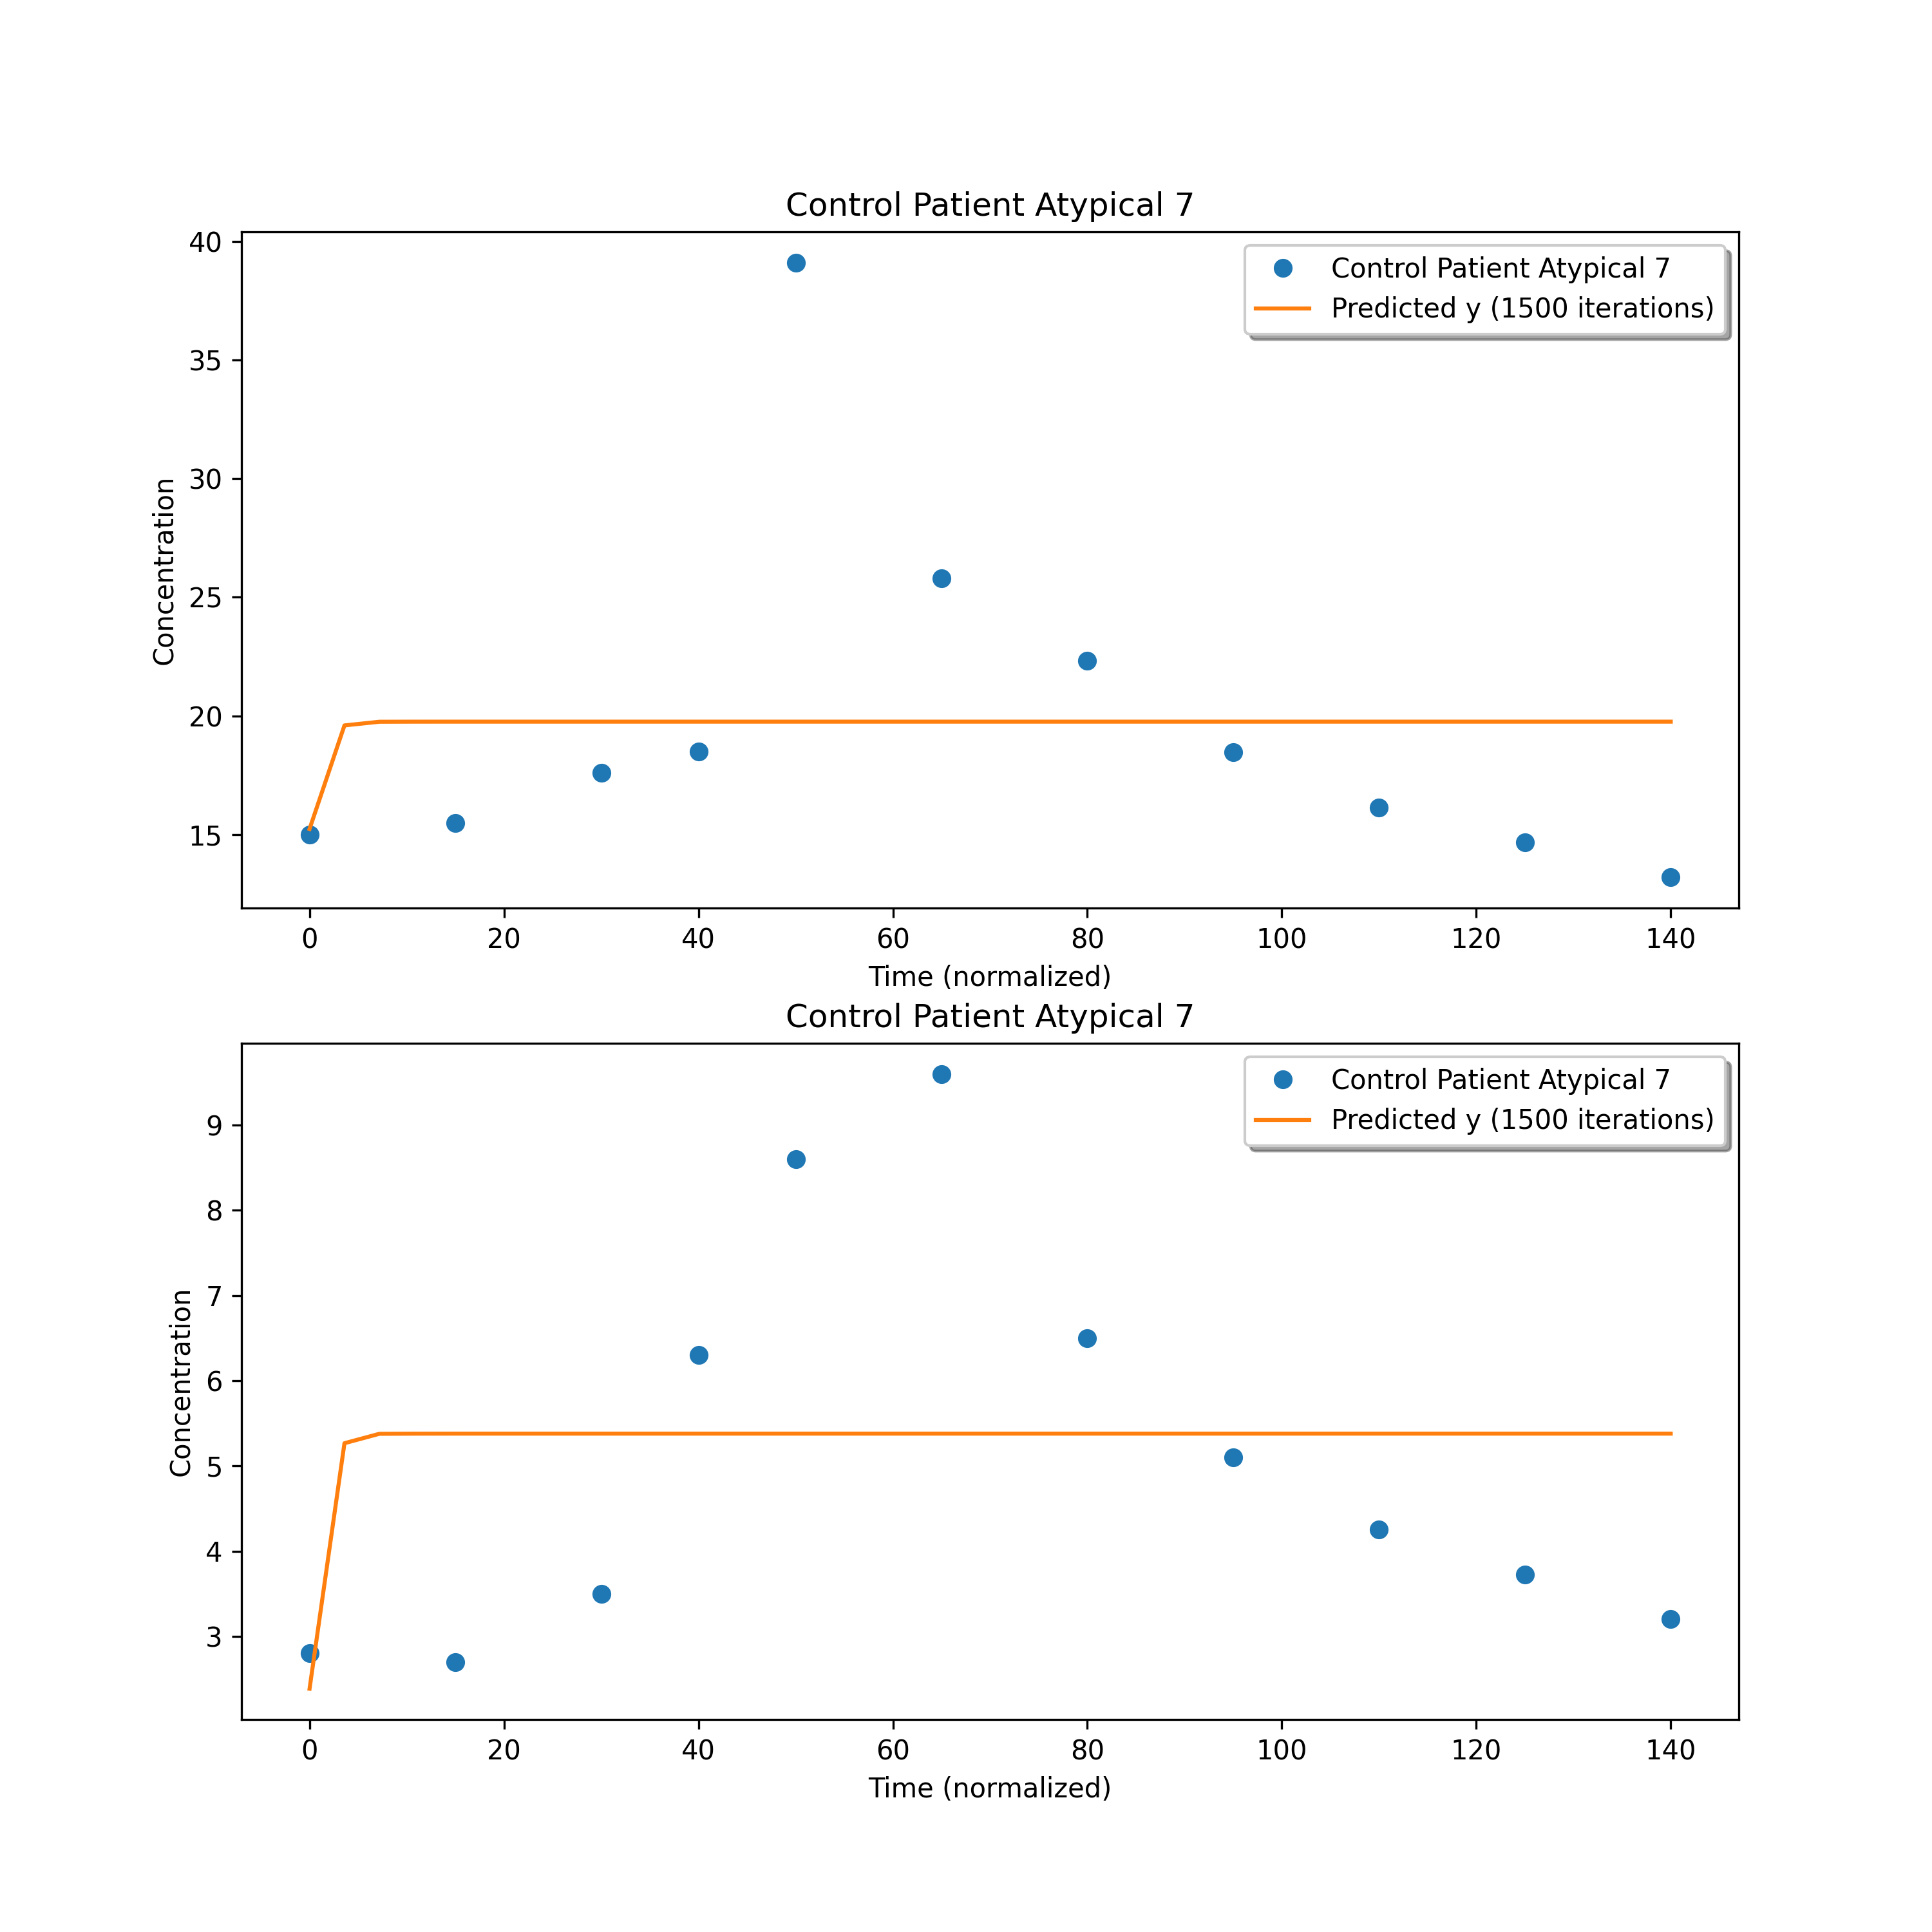 Control Patient Atypical 7
40
35
30
25
20
15
Concentration
Control Patient Atypical 7
Predicted y (1500 iterations)
0 20 40 60 80 100 120 140
Time (normalized)
Control Patient Atypical 7
9
8
7
6
5
4
3
Concentration
Control Patient Atypical 7
Predicted y (1500 iterations)
0 20 40 60 80 100 120 140
Time (normalized)